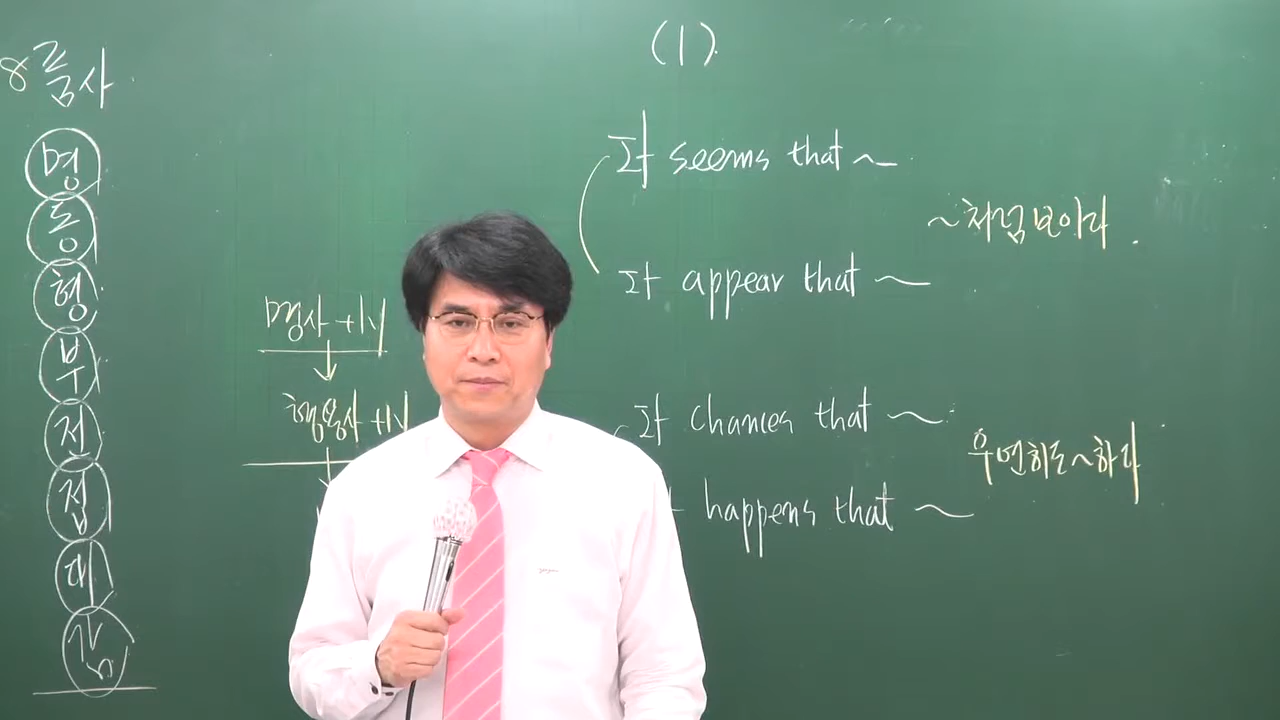 8품사
명
동
형
부
전
접
대
감
명사+ly
형용사+ly
(1)
It seems that ~
It appear that ~
~처럼보이다.
It chances that ~
happens that ~
우연히도~하다